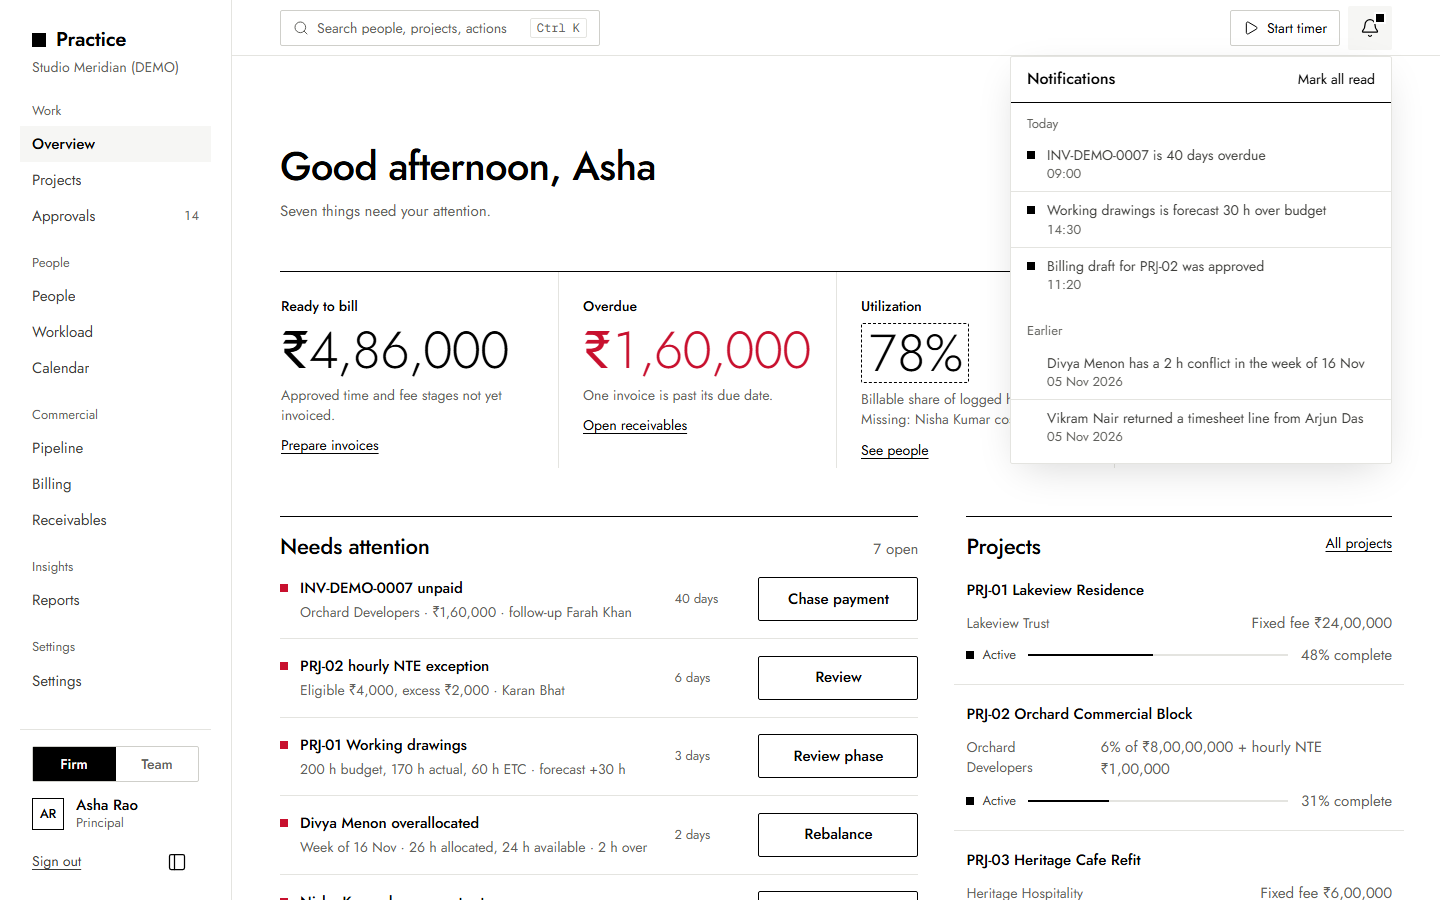 Practice
Studio Meridian (DEMO)
Work
Overview
Projects
Approvals 14
People
People
Workload
Calendar
Commercial
Pipeline
Billing
Receivables
Insights
Reports
Settings
Settings
Firm Team
AR
Asha Rao
Principal
Sign out
Search people, projects, actions Ctrl K
Start timer
Notifications Mark all read
Today
INV-DEMO-0007 is 40 days overdue
09:00
Working drawings is forecast 30 h over budget
14:30
Billing draft for PRJ-02 was approved
11:20
Earlier
Divya Menon has a 2 h conflict in the week of 16 Nov
05 Nov 2026
Vikram Nair returned a timesheet line from Arjun Das
05 Nov 2026
Good afternoon, Asha
Seven things need your attention.
Ready to bill
₹4,86,000
Approved time and fee stages not yet
invoiced.
Prepare invoices
Overdue
₹1,60,000
One invoice is past its due date.
Open receivables
Utilization
78%
Billable share of logged
Missing: Nisha Kumar
See people
Needs attention 7 open
INV-DEMO-0007 unpaid
Orchard Developers · ₹1,60,000 · follow-up Farah Khan
40 days
Chase payment
PRJ-02 hourly NTE exception
Eligible ₹4,000, excess ₹2,000 · Karan Bhat
6 days
Review
PRJ-01 Working drawings
200 h budget, 170 h actual, 60 h ETC · forecast +30 h
3 days
Review phase
Divya Menon overallocated
Week of 16 Nov · 26 h allocated, 24 h available · 2 h over
2 days
Rebalance
Projects All projects
PRJ-01 Lakeview Residence
Lakeview Trust Fixed fee ₹24,00,000
Active 48% complete
PRJ-02 Orchard Commercial Block
Orchard
Developers
6% of ₹8,00,00,000 + hourly NTE
₹1,00,000
Active 31% complete
PRJ-03 Heritage Cafe Refit
Heritage Hospitality Fixed fee ₹6,00,000